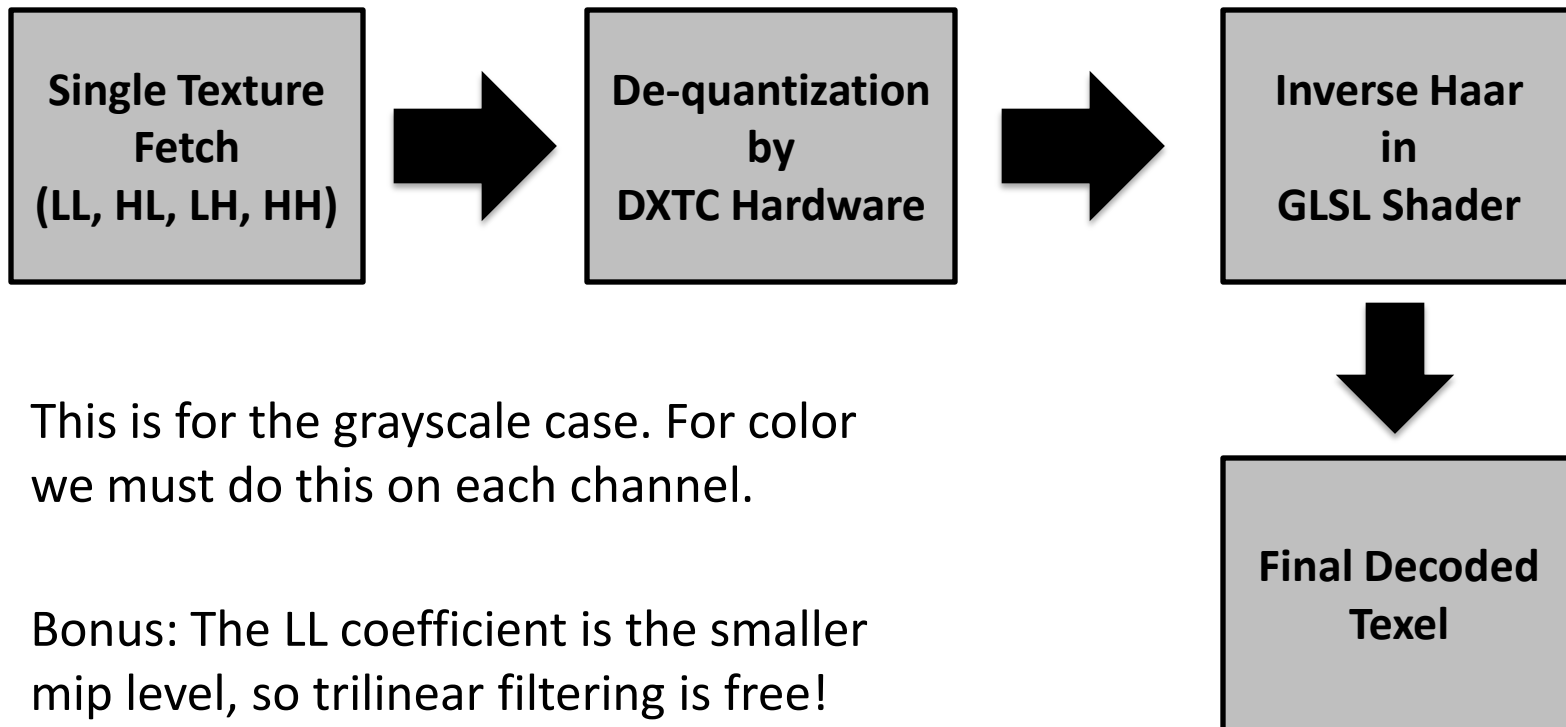 Single Texture
Fetch
(LL, HL, LH, HH)
De-quantization
by
DXTC Hardware
Inverse Haar
in
GLSL Shader
This is for the grayscale case. For color
we must do this on each channel.
Bonus: The LL coefficient is the smaller
mip level, so trilinear filtering is free!
Final Decoded
Texel